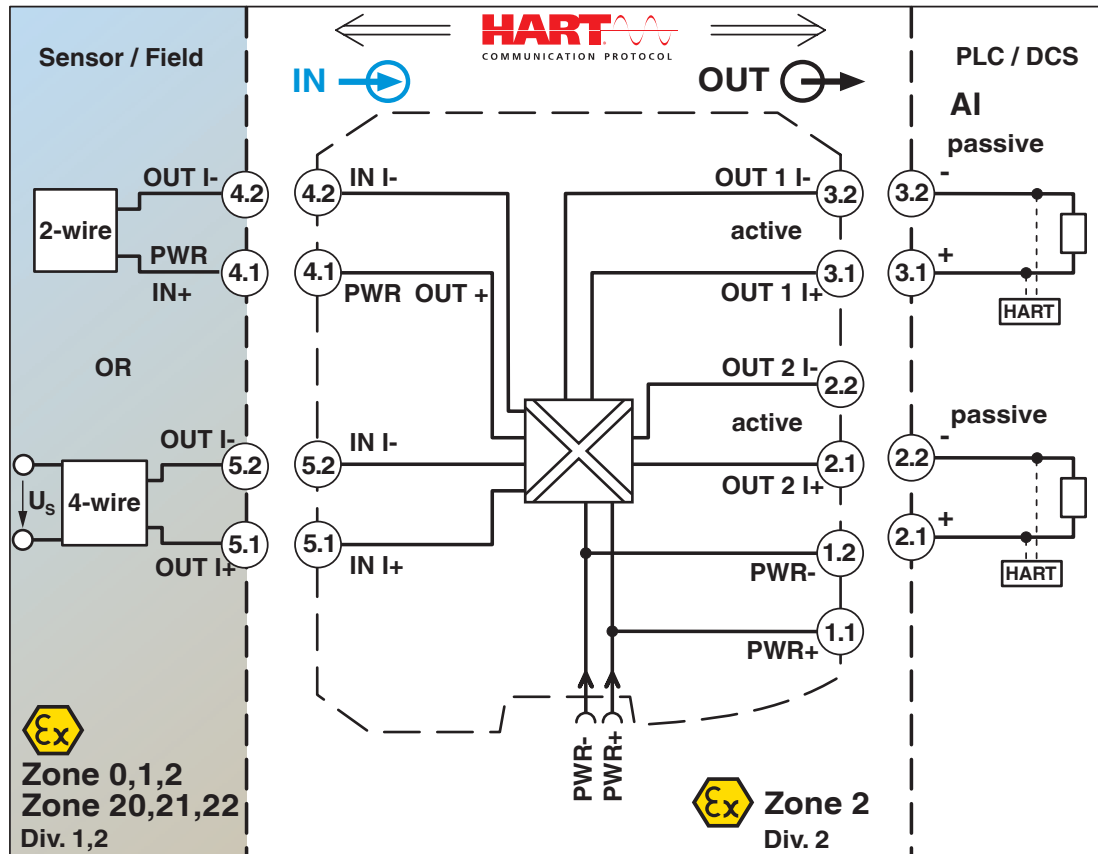 Sensor / Field
HART
COMMUNICATION PROTOCOL
PLC / DCS
IN
OUT
AI
passive
OUT I-
4.2
4.2
IN I-
OUT 1 I-
3.2
3.2
-
2-wire
active
PWR
4.1
4.1
3.1
3.1
+
IN+
PWR OUT +
OUT 1 I+
HART
OR
OUT 2 I-
2.2
active
passive
OUT I-
5.2
5.2
IN I-
2.1
2.2
-
OUT 2 I+
US
4-wire
5.1
5.1
2.1
+
OUT I+
IN I+
1.2
PWR-
HART
1.1
PWR+
PWR-
PWR+
Ex
Zone 0,1,2
Zone 20,21,22
Div. 1,2
Ex
Zone 2
Div. 2